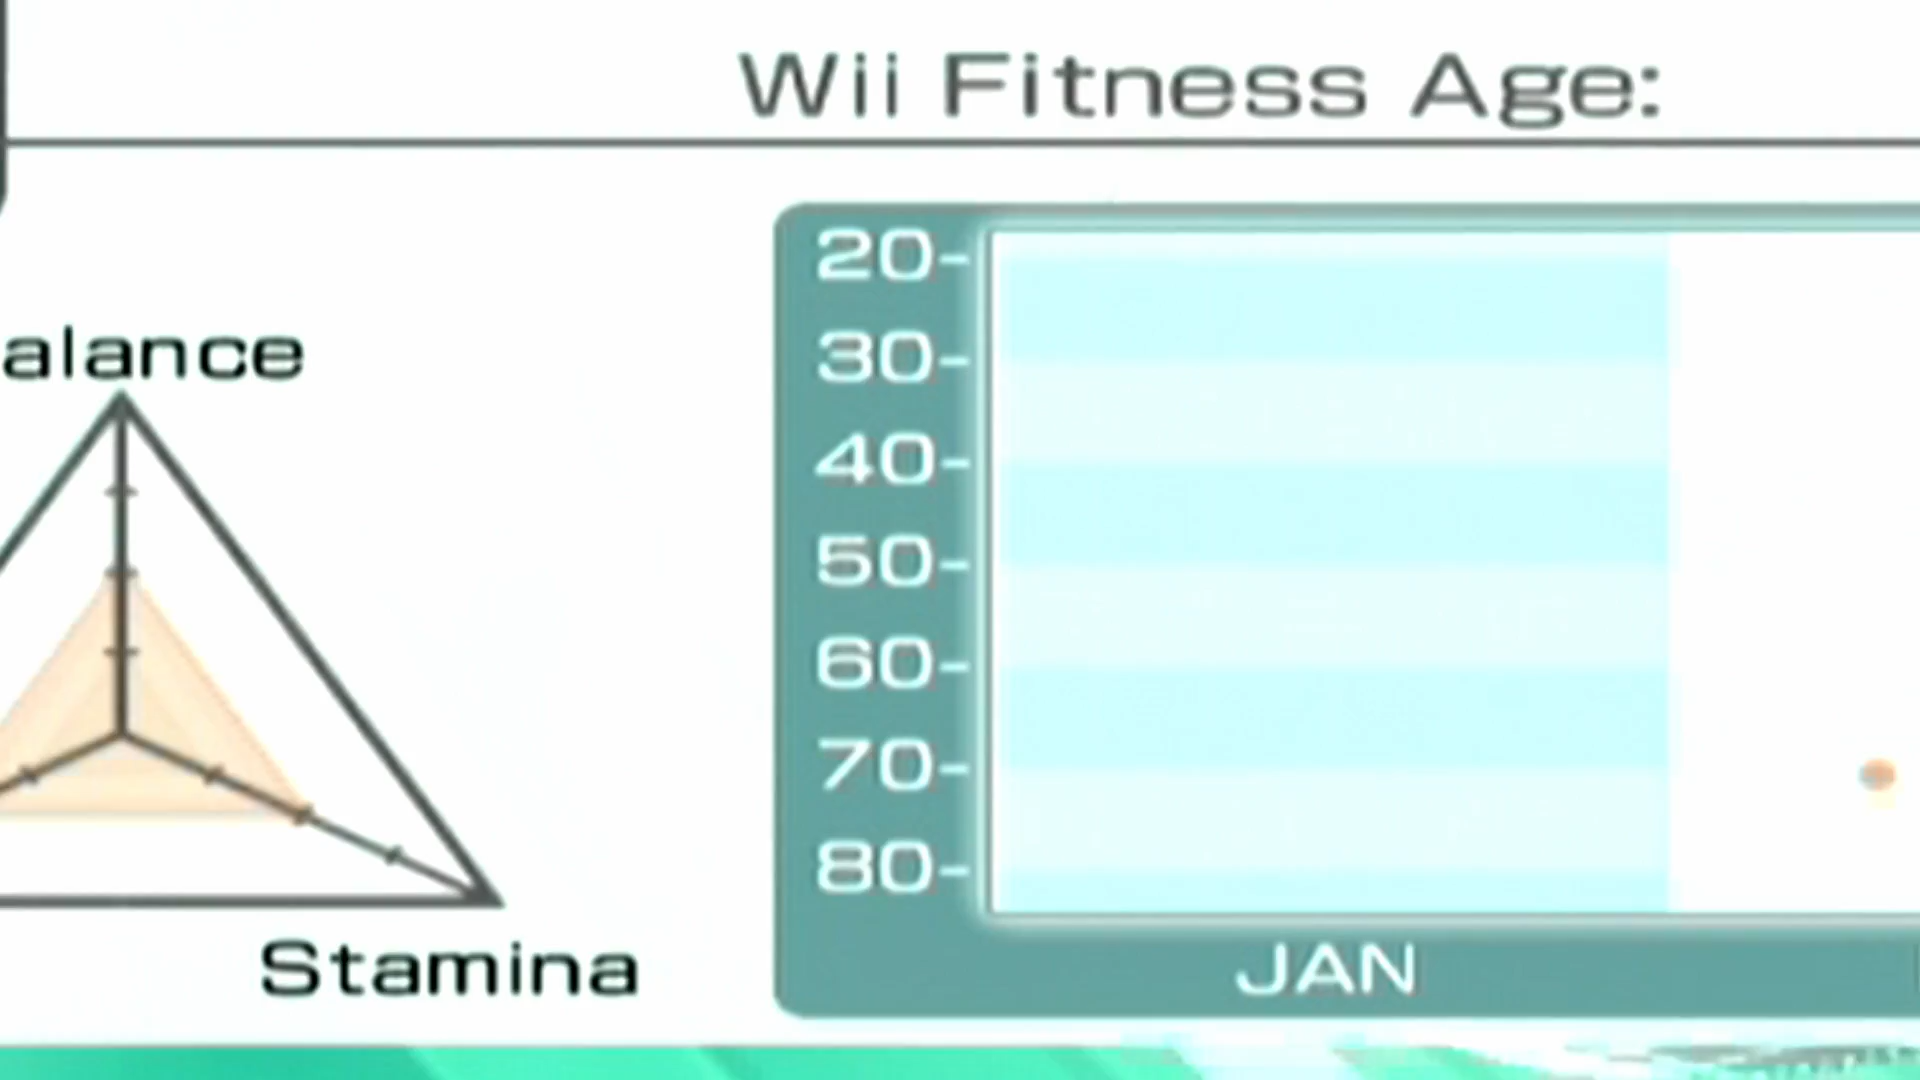 Wii Fitness Age:
alance
Stamina
20-
30-
40-
50-
60-
70-
80-
JAN